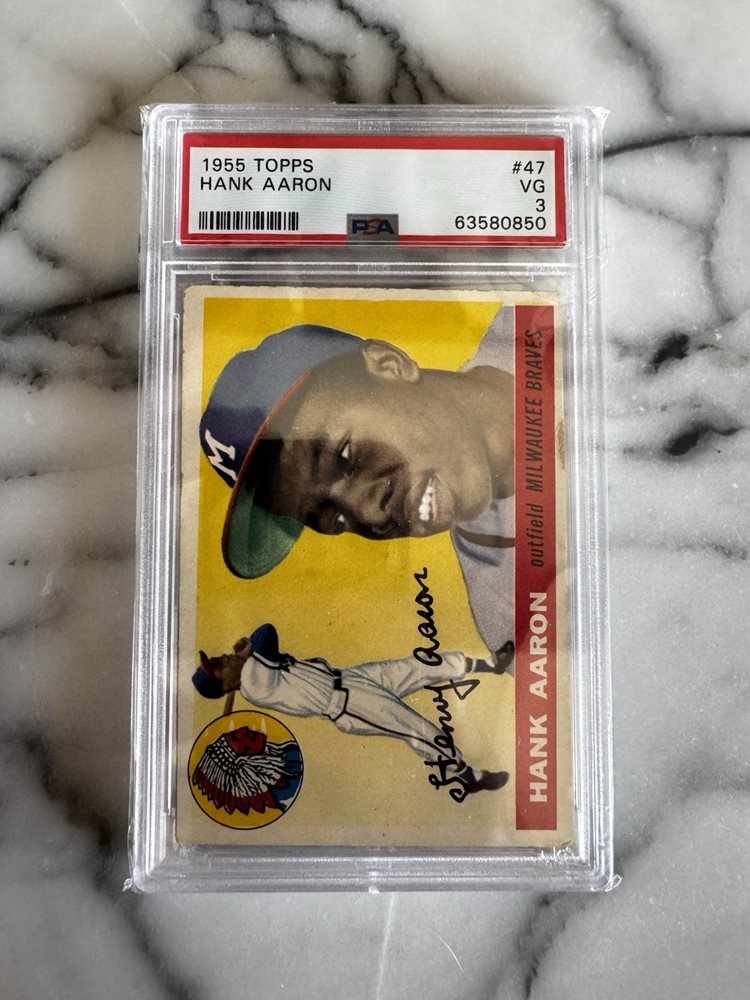 1955 TOPPS #47
HANK AARON VG
3
PSA 63580850
M
HANK AARON outfield MILWAUKEE BRAVES
Henry Aaron